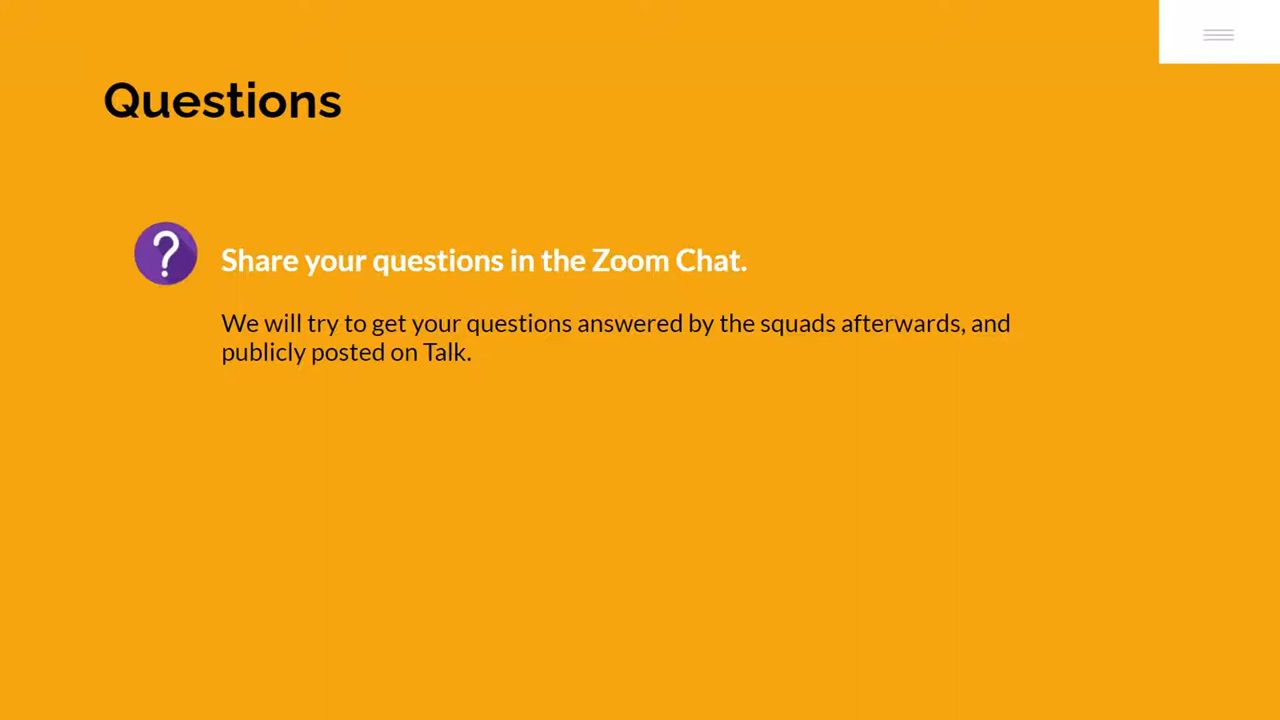 Questions
?
Share your questions in the Zoom Chat.
We will try to get your questions answered by the squads afterwards, and
publicly posted on Talk.